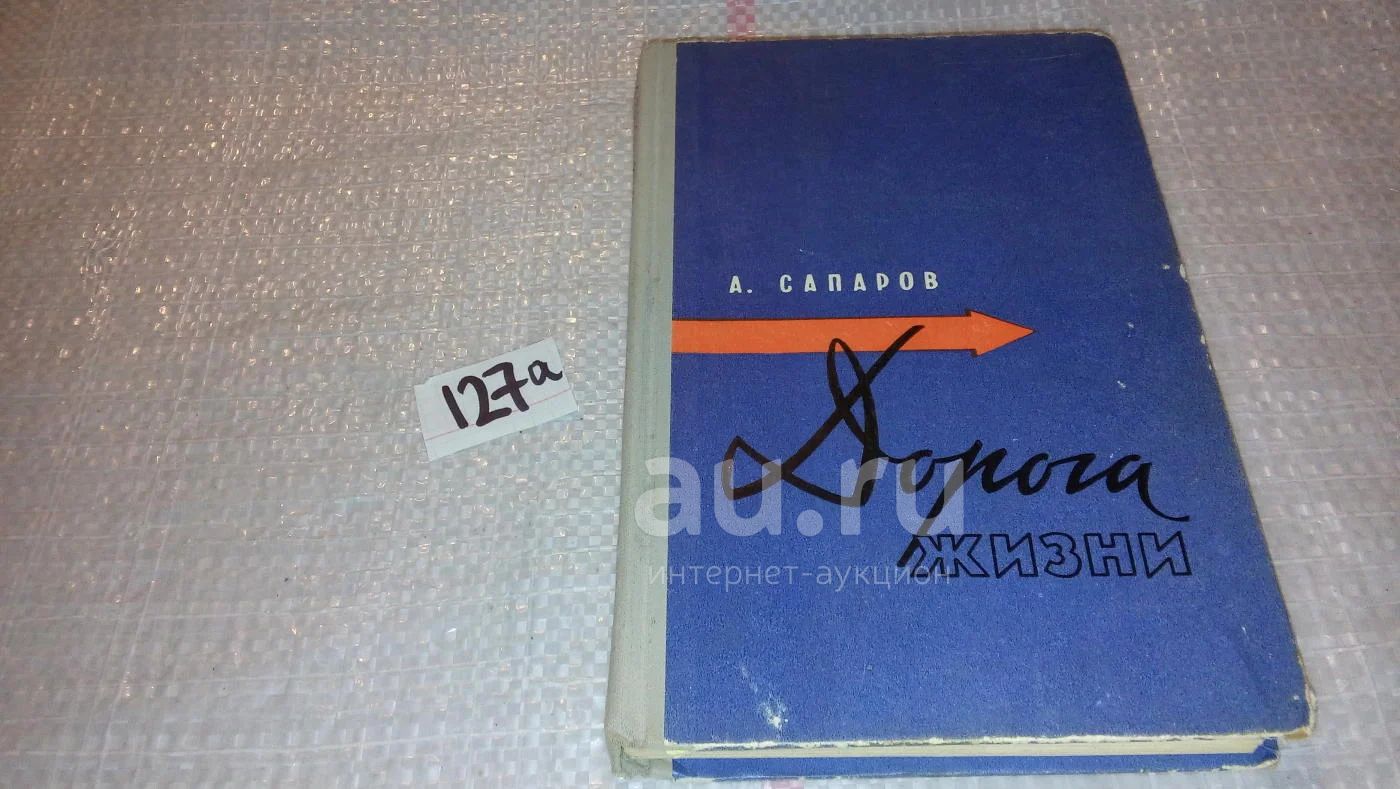 127а
А. САПАРОВ
Дорога
ЖИЗНИ
au.ru
интернет-аукцион